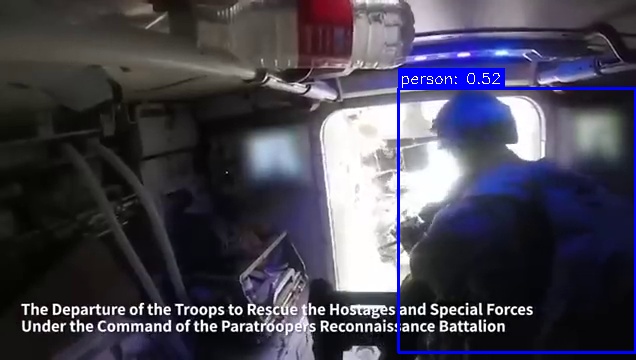 person: 0.52
The Departure of the Troops to Rescue the Hostages and Special Forces
Under the Command of the Paratroopers Reconnaissance Battalion